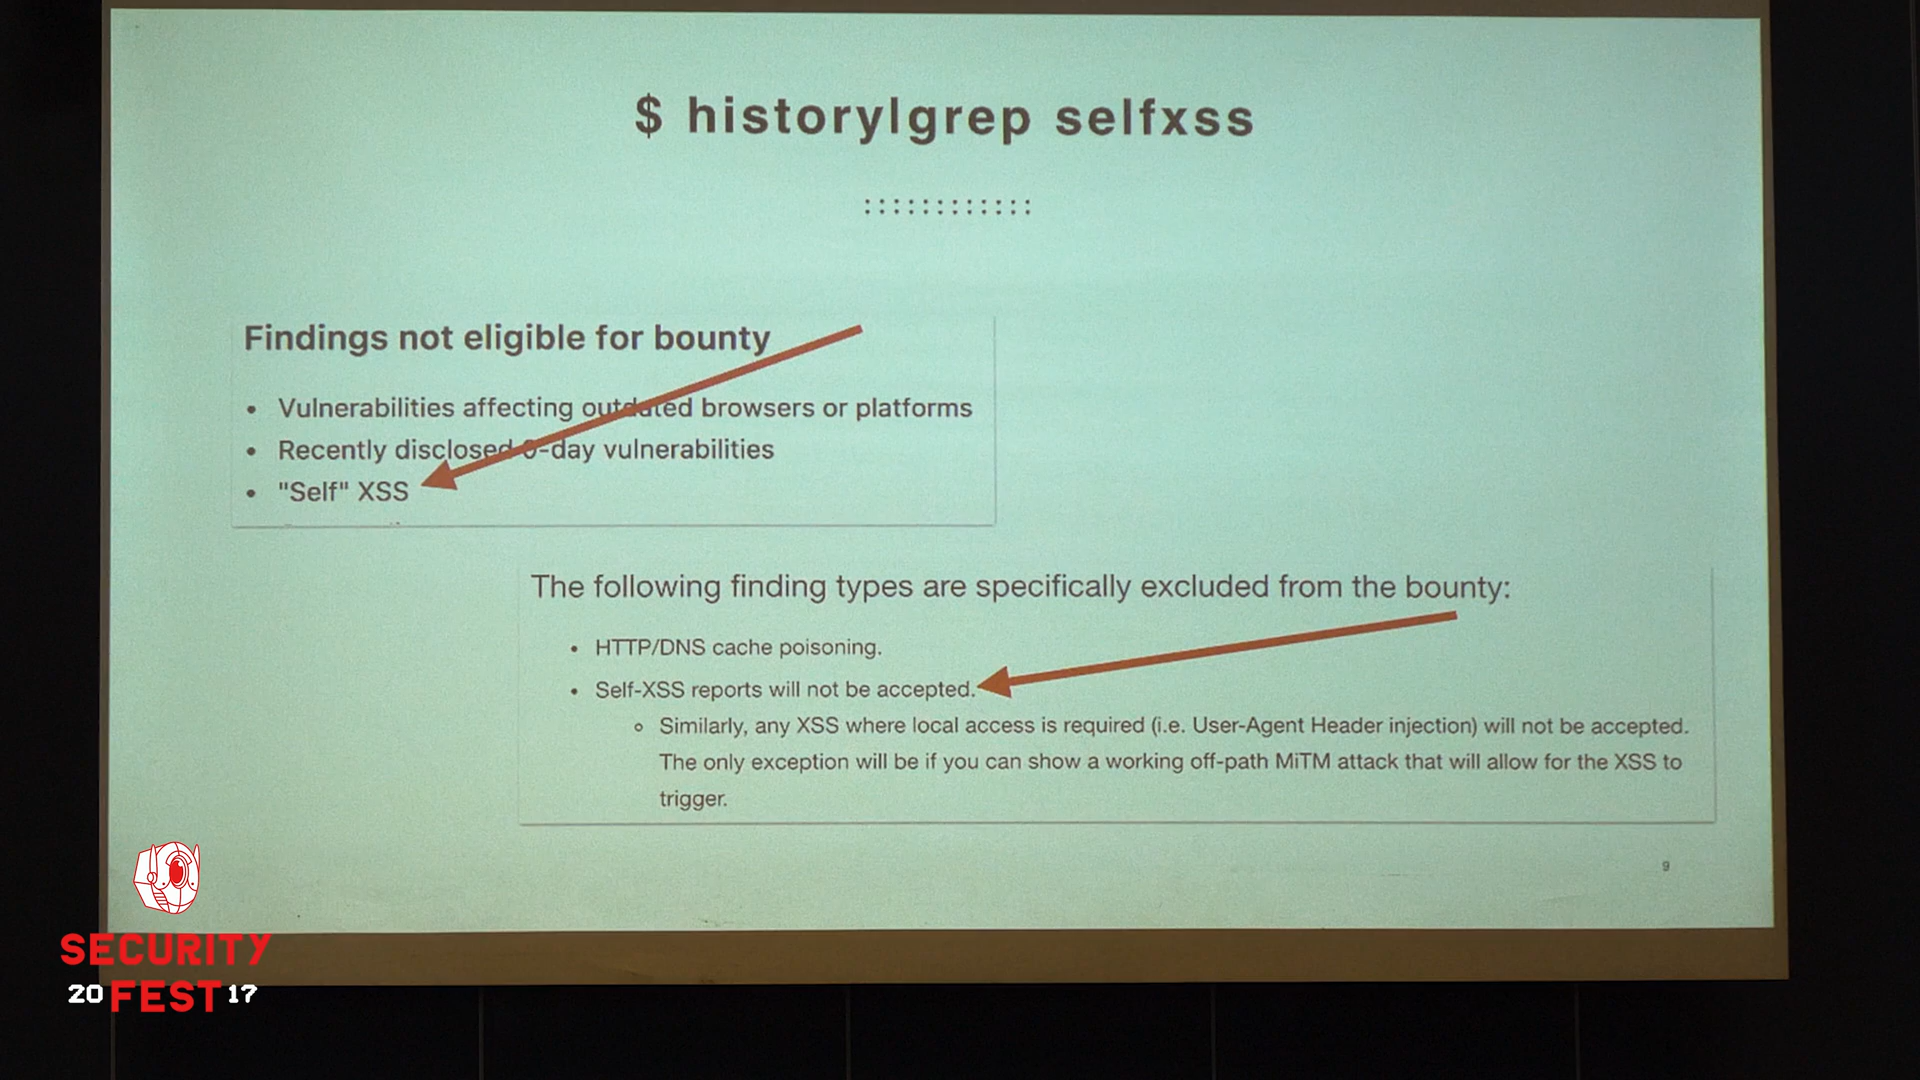 $ history|grep selfxss
Findings not eligible for bounty
• Vulnerabilities affecting outdated browsers or platforms
• Recently disclosed 0-day vulnerabilities
• "Self" XSS
The following finding types are specifically excluded from the bounty:
• HTTP/DNS cache poisoning.
• Self-XSS reports will not be accepted.
○ Similarly, any XSS where local access is required (i.e. User-Agent Header injection) will not be accepted.
The only exception will be if you can show a working off-path MiTM attack that will allow for the XSS to
trigger.
9
SECURITY
20 FEST 17